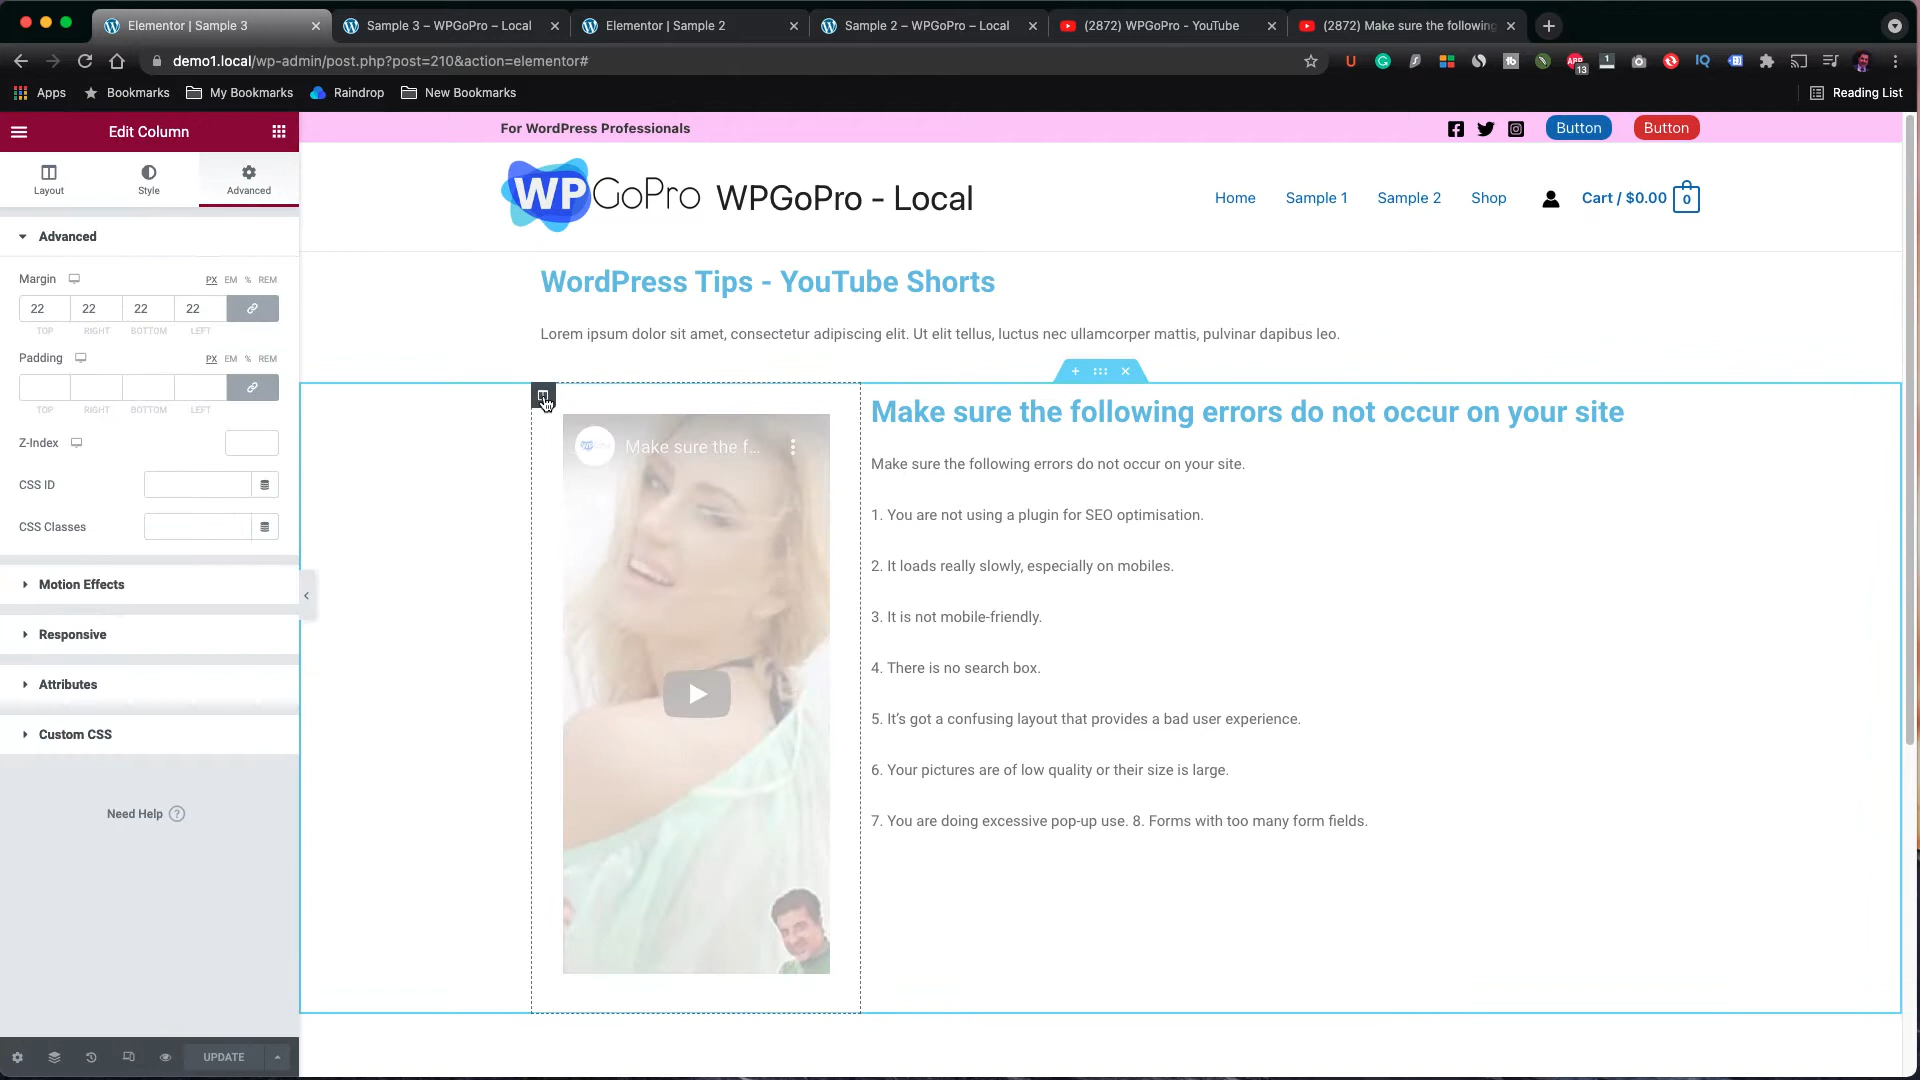 Elementor | Sample 3
Sample 3 – WPGoPro – Local
Elementor | Sample 2
Sample 2 – WPGoPro – Local
(2872) WPGoPro - YouTube
(2872) Make sure the following
demo1.local/wp-admin/post.php?post=210&action=elementor#
Apps
Bookmarks
My Bookmarks
Raindrop
New Bookmarks
Reading List
Edit Column
For WordPress Professionals
Button
Button
Layout
Style
Advanced
WPGoPro
WPGoPro - Local
Home
Sample 1
Sample 2
Shop
Cart / $0.00
0
Advanced
Margin
PX EM % REM
22 22 22 22
TOP RIGHT BOTTOM LEFT
Padding
PX EM % REM
TOP RIGHT BOTTOM LEFT
Z-Index
CSS ID
CSS Classes
Motion Effects
Responsive
Attributes
Custom CSS
Need Help ?
UPDATE
WordPress Tips - YouTube Shorts
Lorem ipsum dolor sit amet, consectetur adipiscing elit. Ut elit tellus, luctus nec ullamcorper mattis, pulvinar dapibus leo.
Make sure the f...
Make sure the following errors do not occur on your site
Make sure the following errors do not occur on your site.
1. You are not using a plugin for SEO optimisation.
2. It loads really slowly, especially on mobiles.
3. It is not mobile-friendly.
4. There is no search box.
5. It's got a confusing layout that provides a bad user experience.
6. Your pictures are of low quality or their size is large.
7. You are doing excessive pop-up use. 8. Forms with too many form fields.